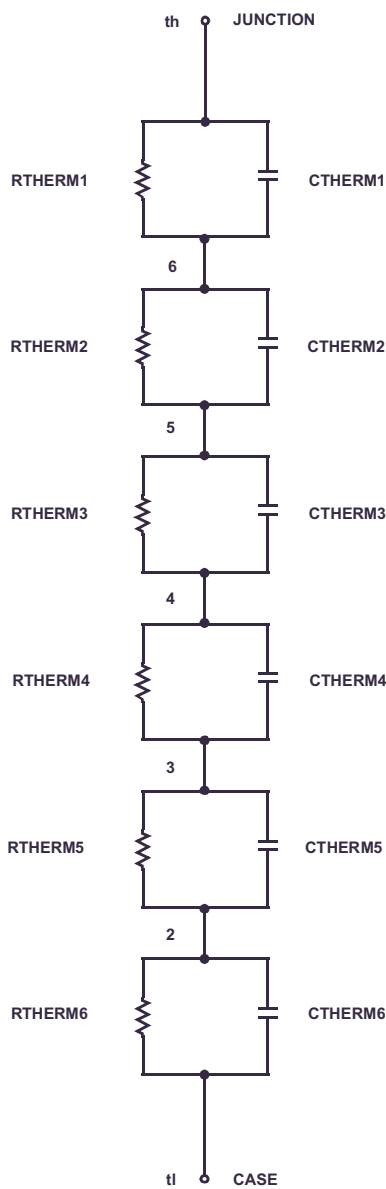 th JUNCTION
RTHERM1 CTHERM1
6
RTHERM2 CTHERM2
5
RTHERM3 CTHERM3
4
RTHERM4 CTHERM4
3
RTHERM5 CTHERM5
2
RTHERM6 CTHERM6
tl CASE